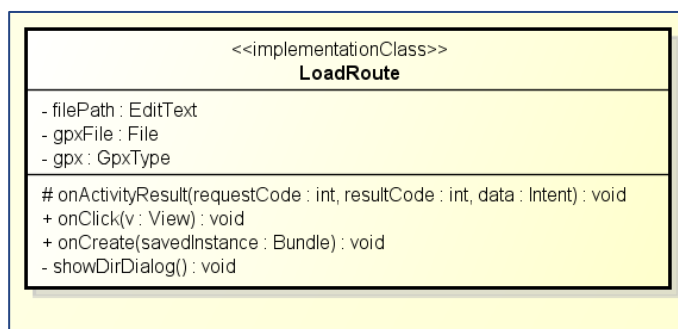 <<implementationClass>>
LoadRoute
- filePath : EditText
- gpxFile : File
- gpx : GpxType
# onActivityResult(requestCode : int, resultCode : int, data : Intent) : void
+ onClick(v : View) : void
+ onCreate(savedInstance : Bundle) : void
- showDirDialog() : void